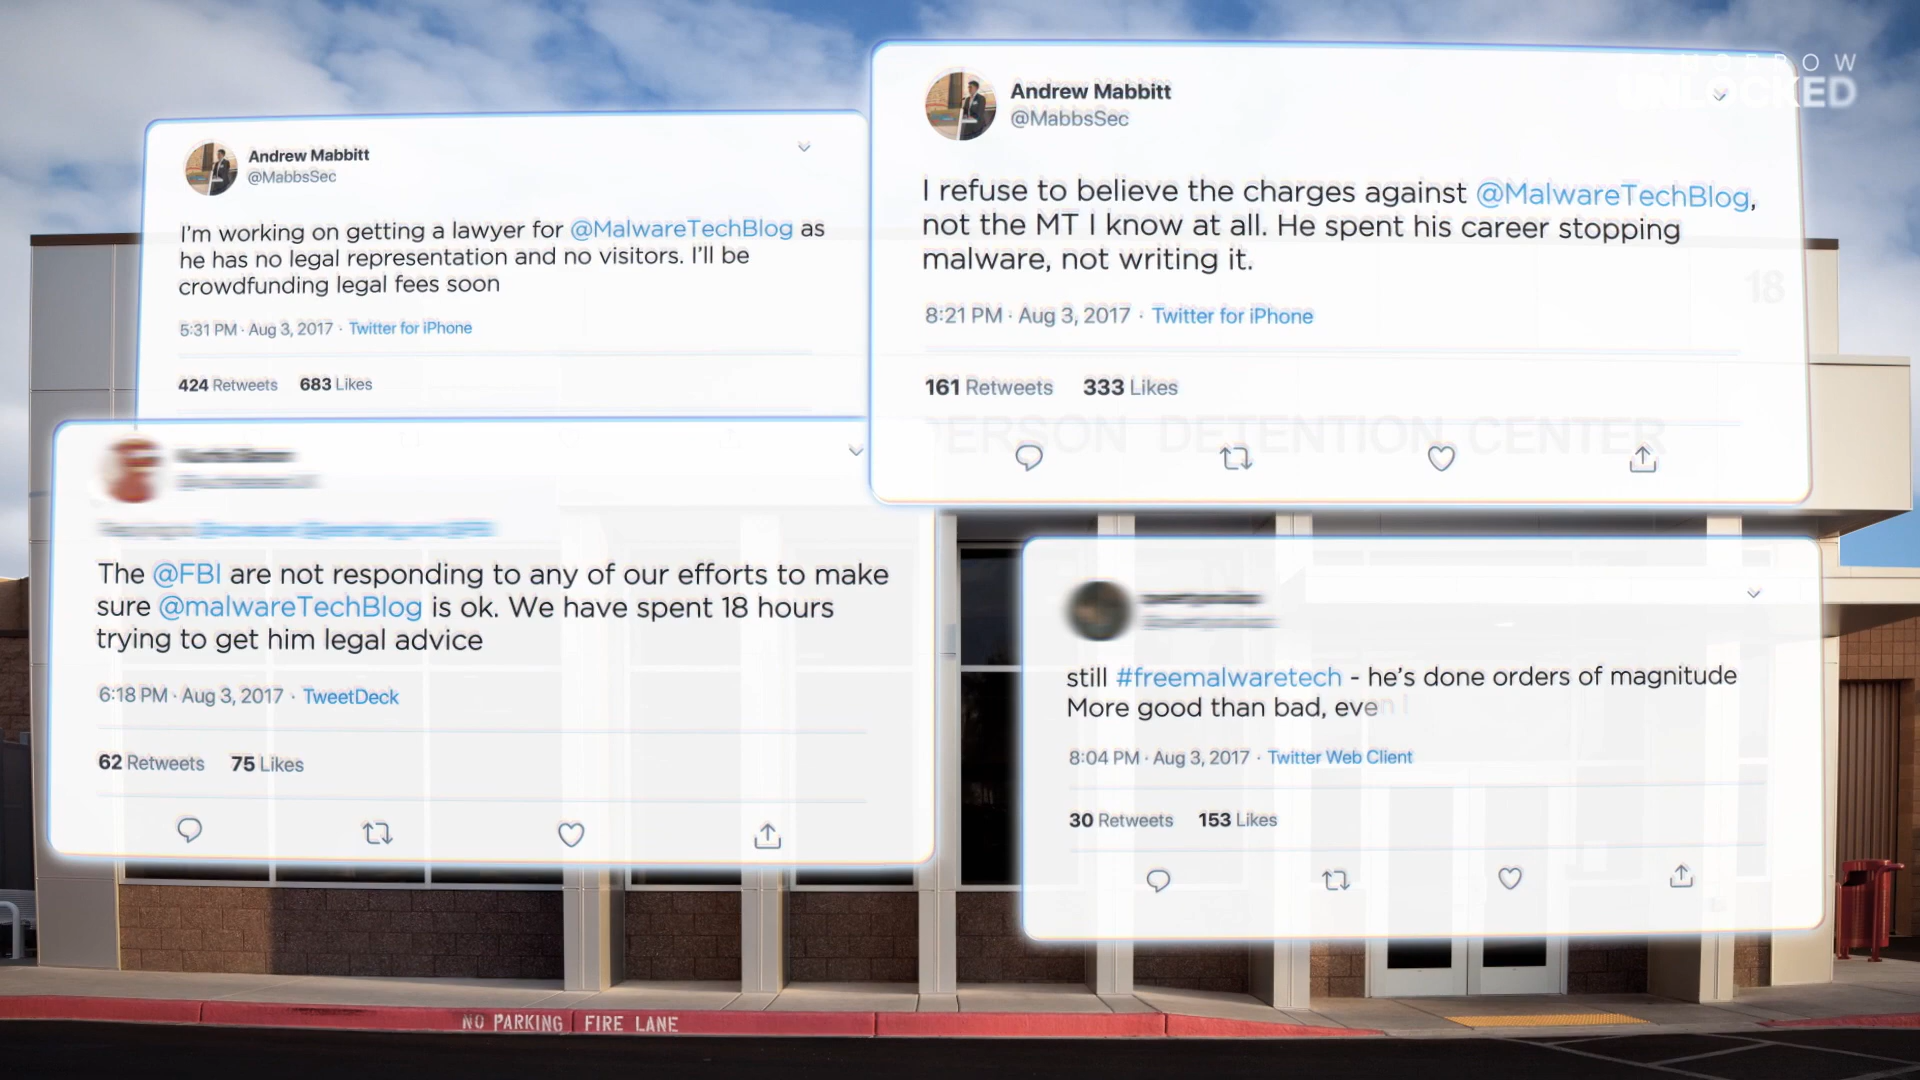 Andrew Mabbitt
@MabbsSec
I'm working on getting a lawyer for @MalwareTechBlog as
he has no legal representation and no visitors. I'll be
crowdfunding legal fees soon
5:31 PM · Aug 3, 2017 · Twitter for iPhone
424 Retweets 683 Likes
Andrew Mabbitt
@MabbsSec
I refuse to believe the charges against @MalwareTechBlog,
not the MT I know at all. He spent his career stopping
malware, not writing it.
8:21 PM · Aug 3, 2017 · Twitter for iPhone
161 Retweets 333 Likes
The @FBI are not responding to any of our efforts to make
sure @malwareTechBlog is ok. We have spent 18 hours
trying to get him legal advice
6:18 PM · Aug 3, 2017 · TweetDeck
62 Retweets 75 Likes
still #freemalwaretech - he's done orders of magnitude
More good than bad, even I
8:04 PM · Aug 3, 2017 · Twitter Web Client
30 Retweets 153 Likes
UNLOCKED
18
DETENTION CENTER
NO PARKING FIRE LANE